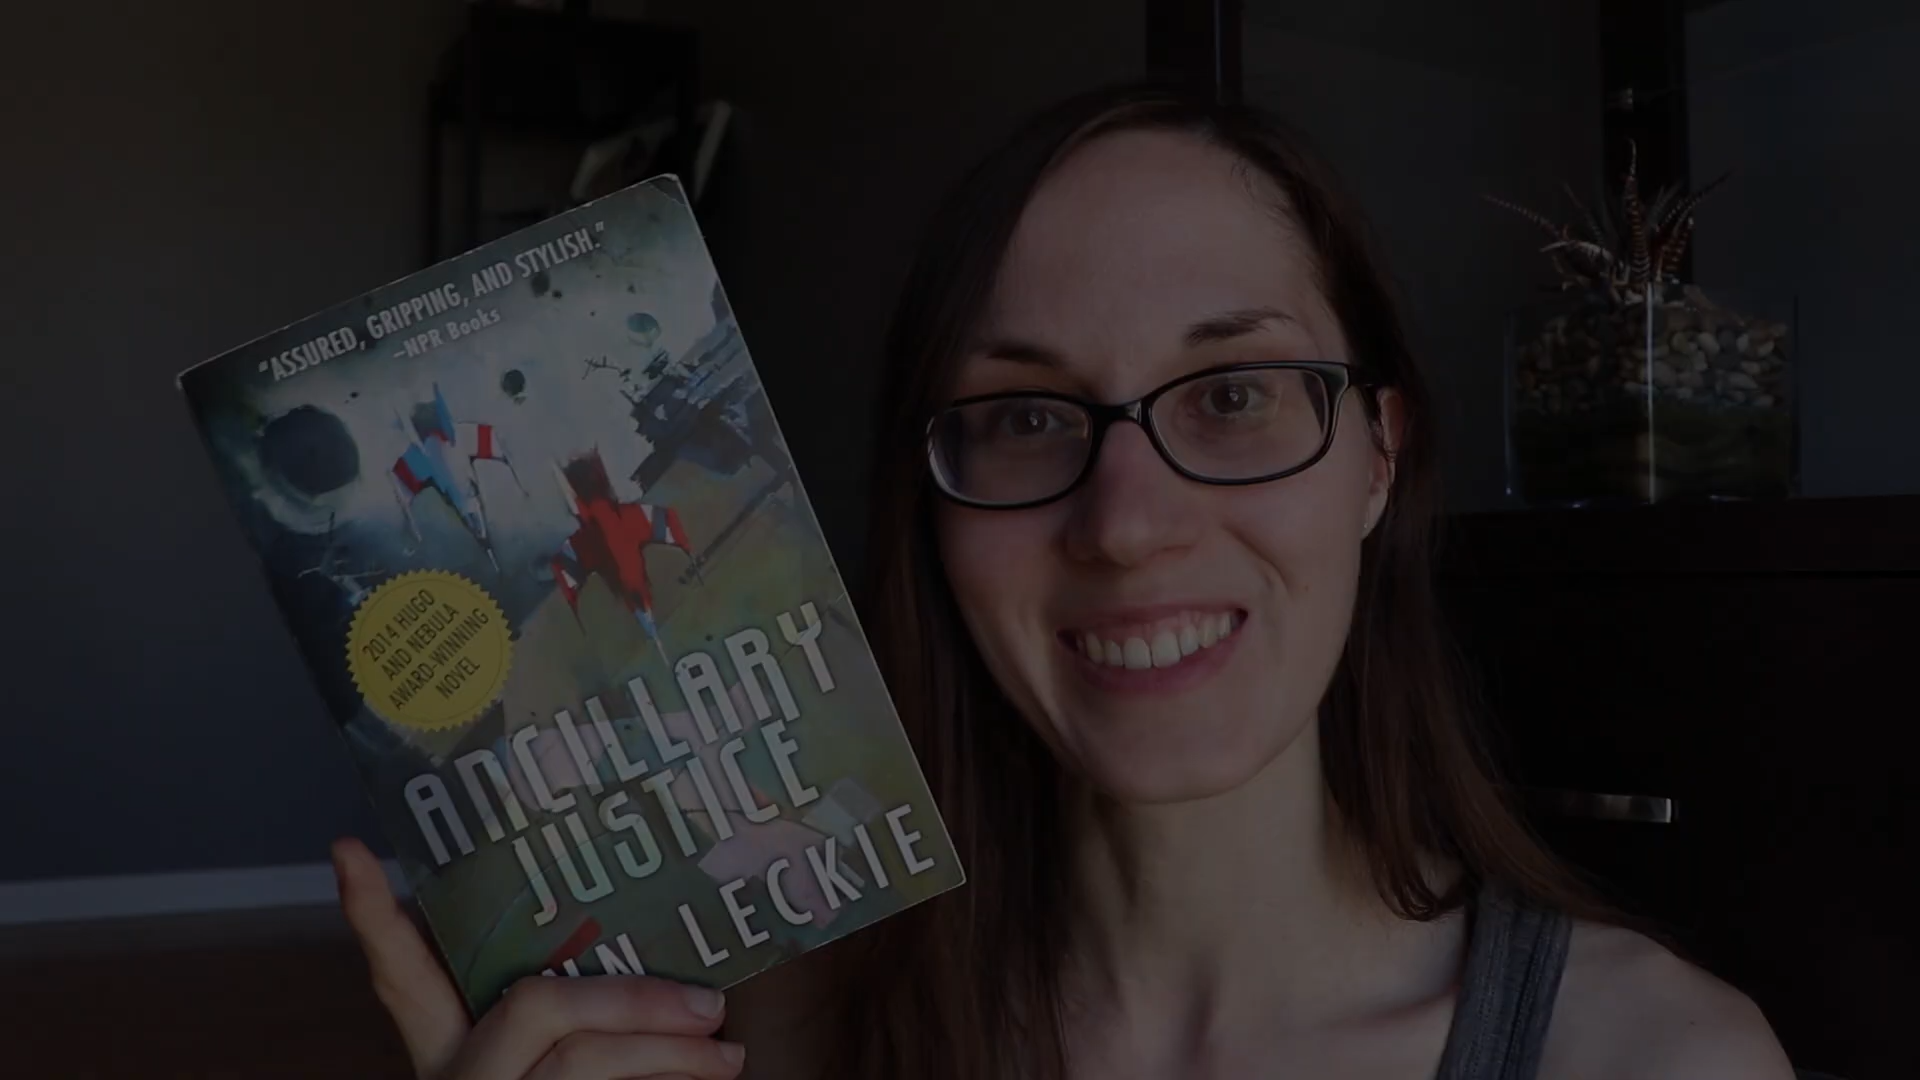 "ASSURED, GRIPPING, AND STYLISH."
—NPR Books
2014 HUGO
AND NEBULA
AWARD-WINNING
NOVEL
ANCILLARY
JUSTICE
LECKIE